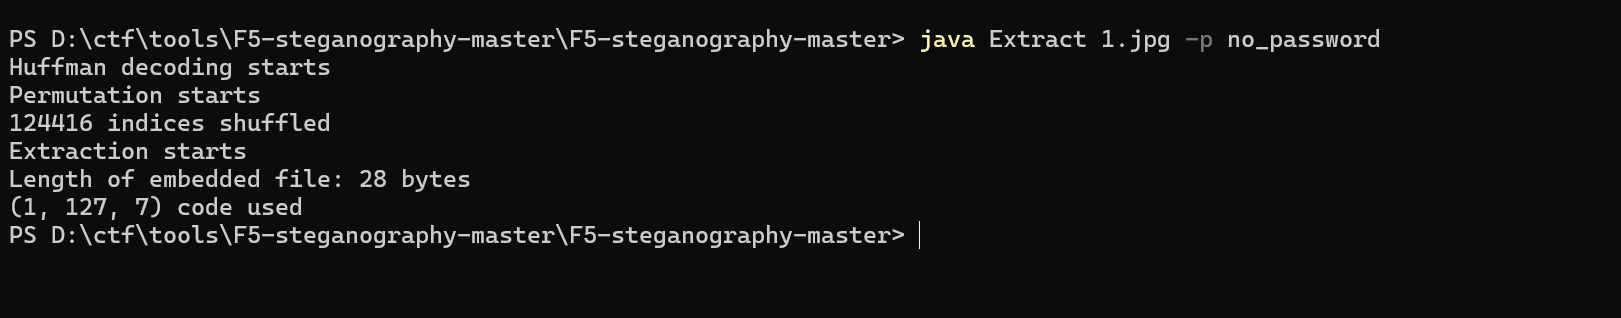 PS D:\ctf\tools\F5-steganography-master\F5-steganography-master> java Extract 1.jpg -p no_password
Huffman decoding starts
Permutation starts
124416 indices shuffled
Extraction starts
Length of embedded file: 28 bytes
(1, 127, 7) code used
PS D:\ctf\tools\F5-steganography-master\F5-steganography-master>